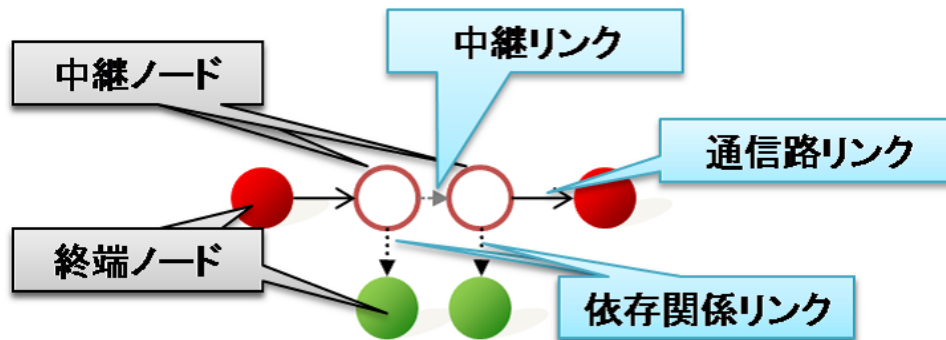 中継リンク
中継ノード
通信路リンク
終端ノード
依存関係リンク